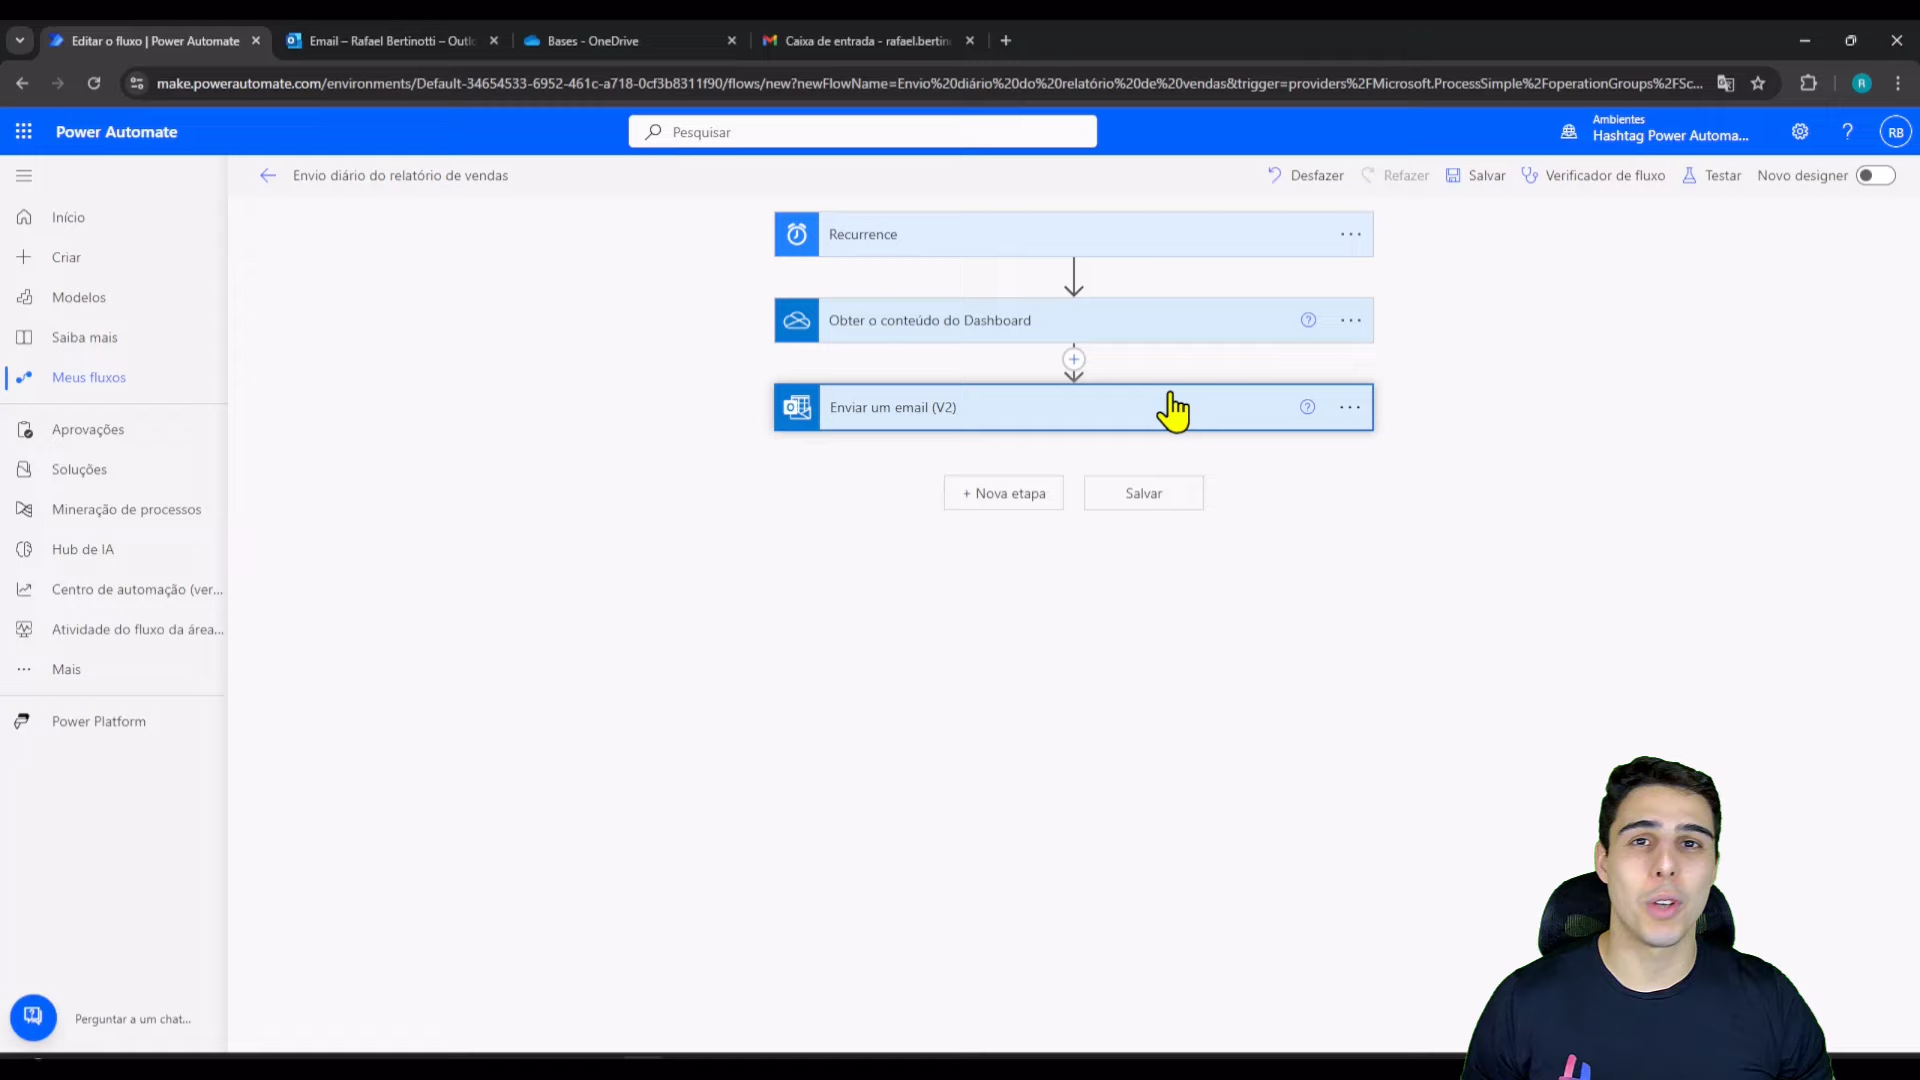 Editar o fluxo | Power Automate
Email – Rafael Bertinotti – Outl
Bases - OneDrive
Caixa de entrada - rafael.bertin
make.powerautomate.com/environments/Default-34654533-6952-461c-a718-0cf3b8311f90/flows/new?newFlowName=Envio%20diário%20do%20relatório%20de%20vendas&trigger=providers%2FMicrosoft.ProcessSimple%2FoperationGroups%2FSc...
R
Power Automate
Pesquisar
Ambientes
Hashtag Power Automa...
RB
Envio diário do relatório de vendas
Desfazer
Refazer
Salvar
Verificador de fluxo
Testar
Novo designer
Início
Criar
Modelos
Saiba mais
Meus fluxos
Aprovações
Soluções
Mineração de processos
Hub de IA
Centro de automação (ver...
Atividade do fluxo da área...
Mais
Power Platform
Perguntar a um chat...
Recurrence
Obter o conteúdo do Dashboard
Enviar um email (V2)
+ Nova etapa
Salvar